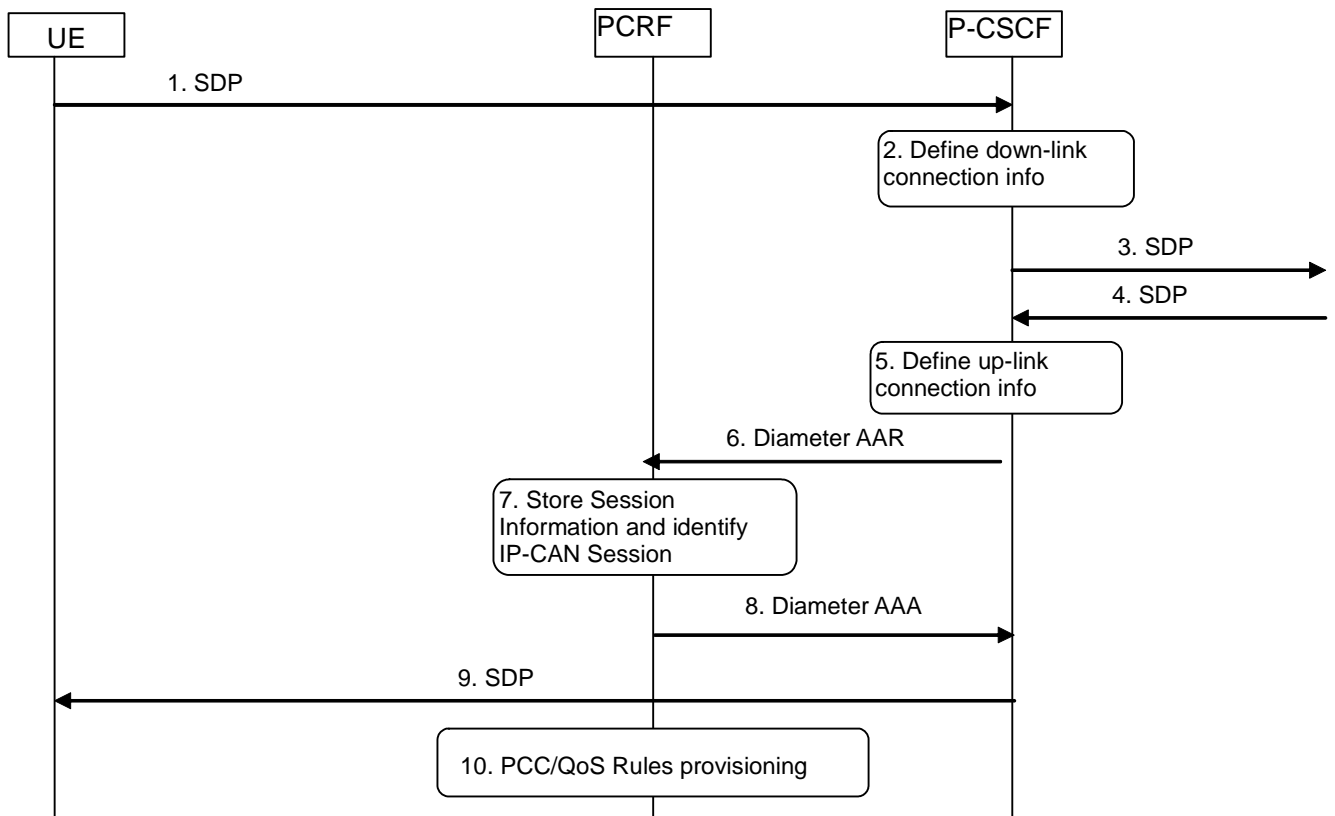 UE
PCRF
P-CSCF
1. SDP
2. Define down-link
connection info
3. SDP
4. SDP
5. Define up-link
connection info
6. Diameter AAR
7. Store Session
Information and identify
IP-CAN Session
8. Diameter AAA
9. SDP
10. PCC/QoS Rules provisioning